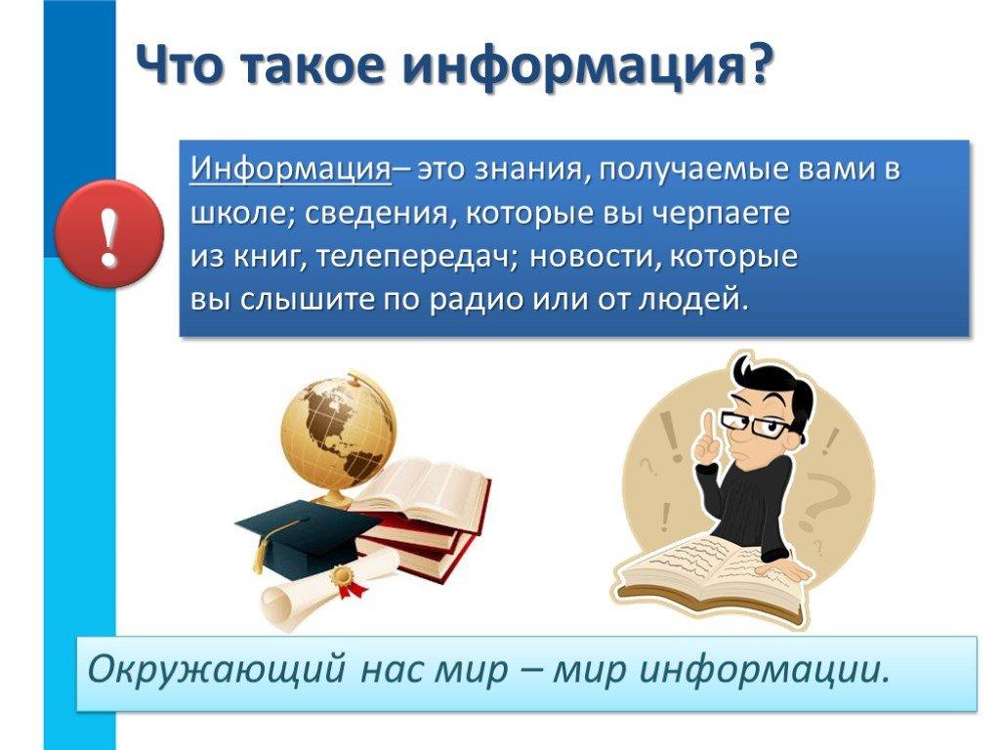 Что такое информация?
!
Информация– это знания, получаемые вами в
школе; сведения, которые вы черпаете
из книг, телепередач; новости, которые
вы слышите по радио или от людей.
Окружающий нас мир – мир информации.